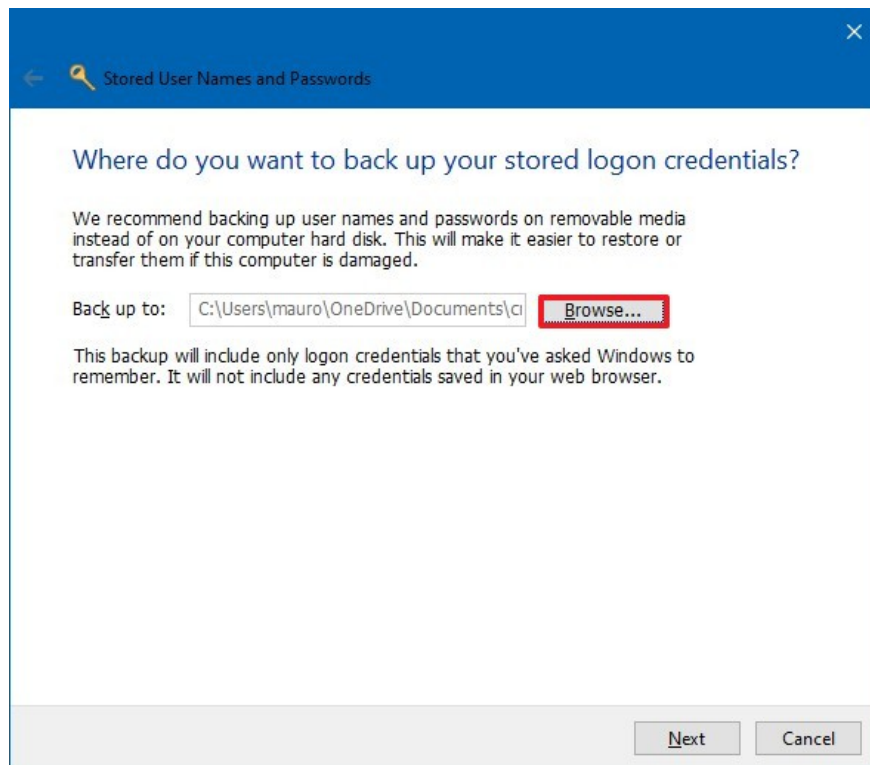 Stored User Names and Passwords
Where do you want to back up your stored logon credentials?
We recommend backing up user names and passwords on removable media
instead of on your computer hard disk. This will make it easier to restore or
transfer them if this computer is damaged.
Back up to: C:\Users\mauro\OneDrive\Documents\cr Browse...
This backup will include only logon credentials that you've asked Windows to
remember. It will not include any credentials saved in your web browser.
Next Cancel